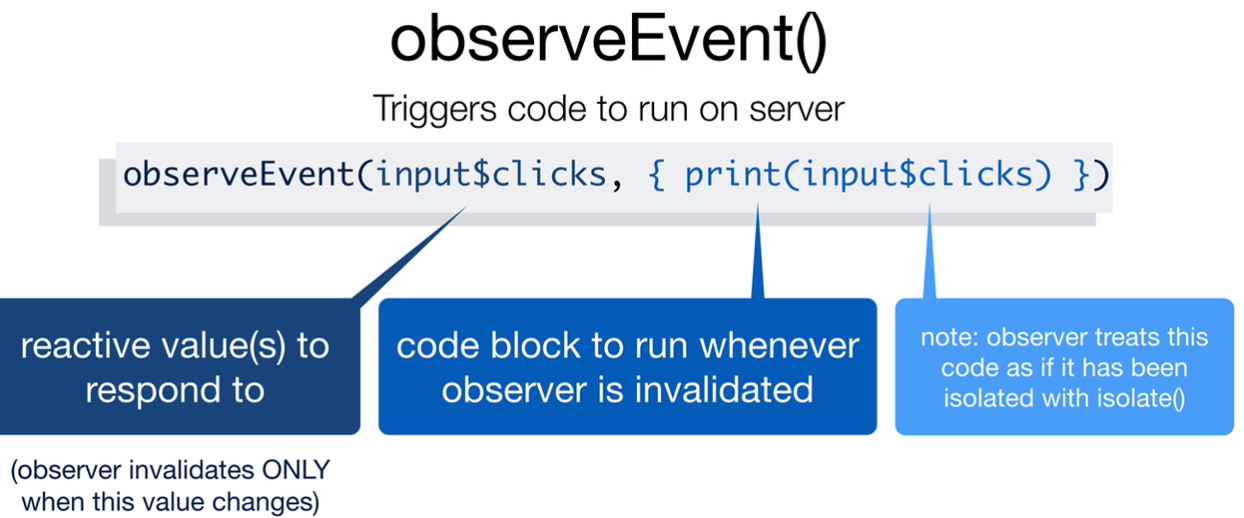 observeEvent()
Triggers code to run on server
observeEvent(input$clicks, { print(input$clicks) })
reactive value(s) to
respond to
code block to run whenever
observer is invalidated
note: observer treats this
code as if it has been
isolated with isolate()
(observer invalidates ONLY
when this value changes)